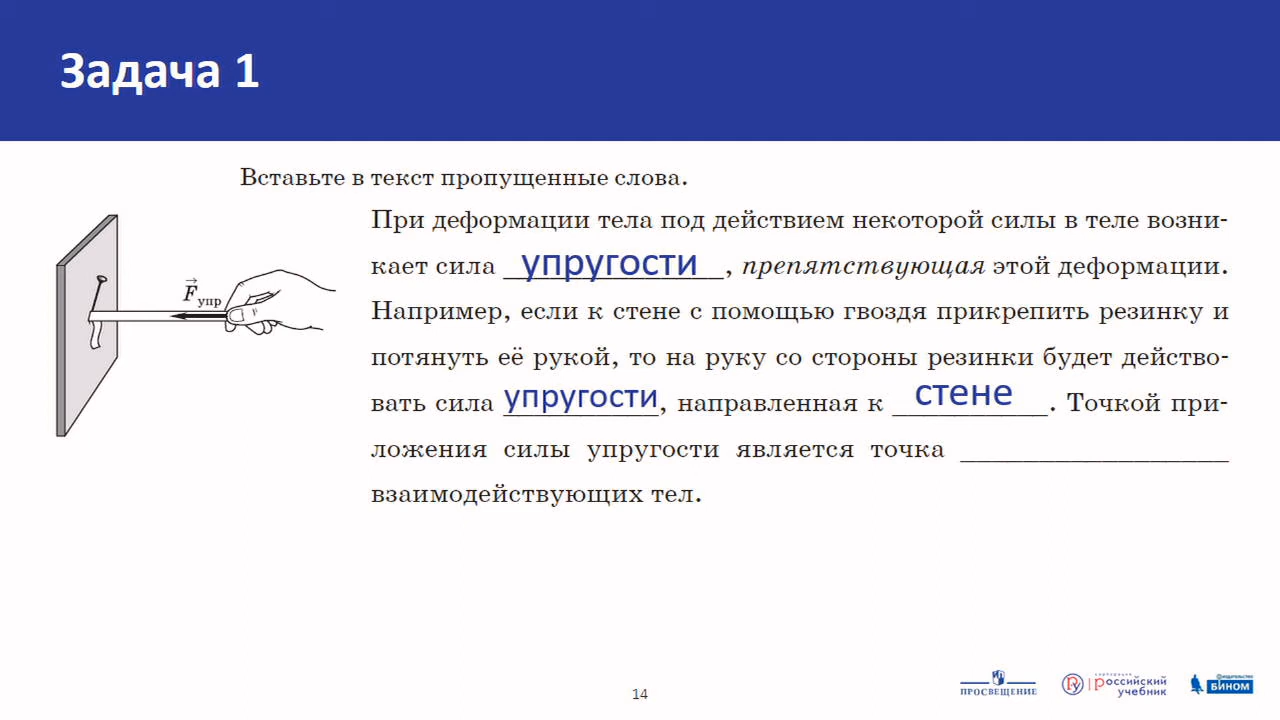 Задача 1
Вставьте в текст пропущенные слова.
При деформации тела под действием некоторой силы в теле возни-
кает сила упругости, препятствующая этой деформации.
Например, если к стене с помощью гвоздя прикрепить резинку и
потянуть её рукой, то на руку со стороны резинки будет действо-
вать сила упругости, направленная к стене. Точкой при-
ложения силы упругости является точка _________________
взаимодействующих тел.
F упр
14
ПРОСВЕЩЕНИЕ
корпорация
российский
учебник
издательство
БИНОМ